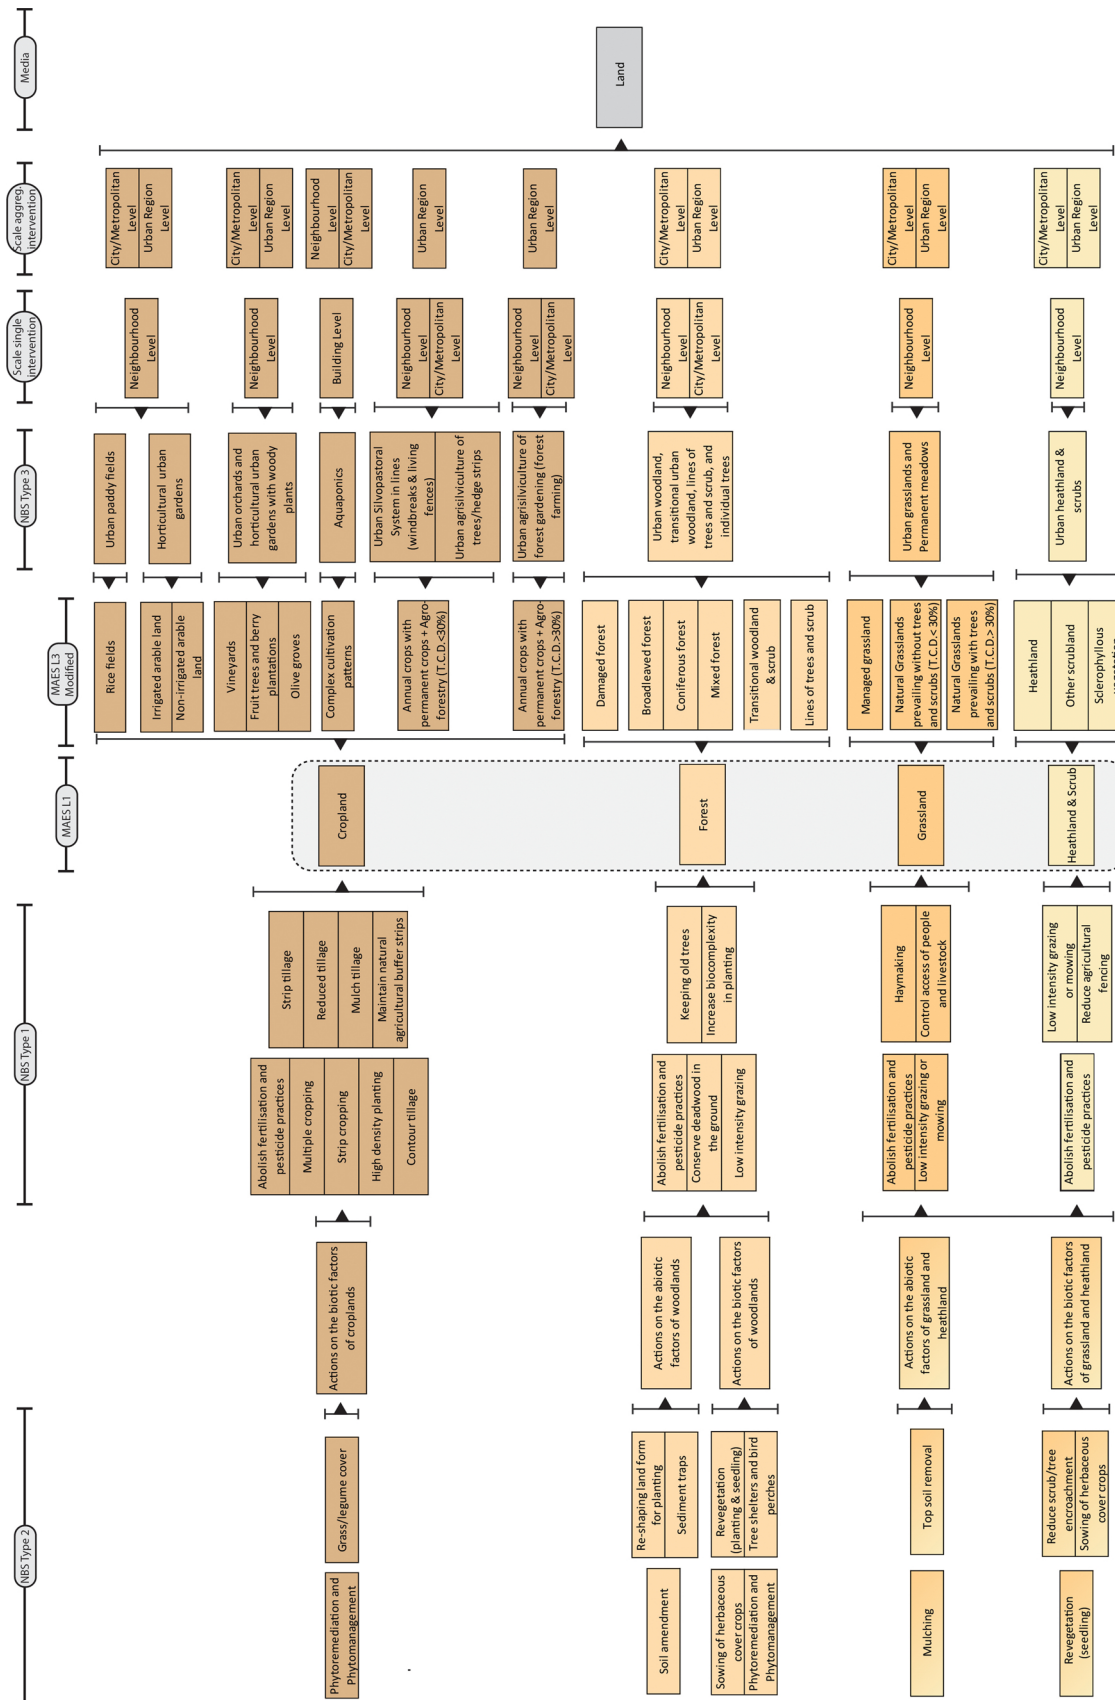 NBS Type 2
NBS Type 1
MAES L1
MAES L3
Modified
NBS Type 3
Scale single
intervention
Scale aggreg.
intervention
Media
Phytoremediation and
Phytomanagement
Grass/legume cover
Actions on the biotic factors
of croplands
Abolish fertilisation and
pesticide practices
Multiple cropping
Strip cropping
High density planting
Contour tillage
Strip tillage
Reduced tillage
Mulch tillage
Maintain natural
agricultural buffer strips
Cropland
Rice fields
Irrigated arable land
Non-irrigated arable
land
Vineyards
Fruit trees and berry
plantations
Olive groves
Complex cultivation
patterns
Annual crops with
permanent crops + Agro-
forestry (T.C.D.<30%)
Annual crops with
permanent crops + Agro-
forestry (T.C.D.>30%)
Urban paddy fields
Horticultural urban
gardens
Urban orchards and
horticultural urban
gardens with woody
plants
Aquaponics
Urban Silvopastoral
System in lines
(windbreaks & living
fences)
Urban agrisilviculture of
trees/hedge strips
Urban agrisilviculture of
forest gardening (forest
farming)
Neighbourhood
Level
Neighbourhood
Level
Building Level
Neighbourhood
Level
City/Metropolitan
Level
Neighbourhood
Level
City/Metropolitan
Level
City/Metropolitan
Level
Urban Region
Level
City/Metropolitan
Level
Urban Region
Level
Neighbourhood
Level
City/Metropolitan
Level
Urban Region
Level
Urban Region
Level
Land
Soil amendment
Re-shaping land form
for planting
Sediment traps
Sowing of herbaceous
cover crops
Phytoremediation and
Phytomanagement
Revegetation
(planting & seedling)
Tree shelters and bird
perches
Actions on the abiotic
factors of woodlands
Actions on the biotic factors
of woodlands
Abolish fertilisation and
pesticide practices
Conserve deadwood in
the ground
Low intensity grazing
Keeping old trees
Increase biocomplexity
in planting
Forest
Damaged forest
Broadleaved forest
Coniferous forest
Mixed forest
Transitional woodland
& scrub
Lines of trees and scrub
Urban woodland,
transitional urban
woodland, lines of
trees and scrub, and
individual trees
Neighbourhood
Level
City/Metropolitan
Level
City/Metropolitan
Level
Urban Region
Level
Mulching
Top soil removal
Actions on the abiotic
factors of grassland and
heathland
Abolish fertilisation and
pesticide practices
Low intensity grazing or
mowing
Haymaking
Control access of people
and livestock
Grassland
Managed grassland
Natural Grasslands
prevailing without trees
and scrubs (T.C.D.< 30%)
Natural Grasslands
prevailing with trees
and scrubs (T.C.D.> 30%)
Urban grasslands and
Permanent meadows
Neighbourhood
Level
City/Metropolitan
Level
Urban Region
Level
Revegetation
(seedling)
Reduce scrub/tree
encroachment
Sowing of herbaceous
cover crops
Actions on the biotic factors
of grassland and heathland
Abolish fertilisation and
pesticide practices
Low intensity grazing
or mowing
Reduce agricultural
fencing
Heathland & Scrub
Heathland
Other scrubland
Sclerophyllous
Urban heathland &
scrubs
Neighbourhood
Level
City/Metropolitan
Level
Urban Region
Level